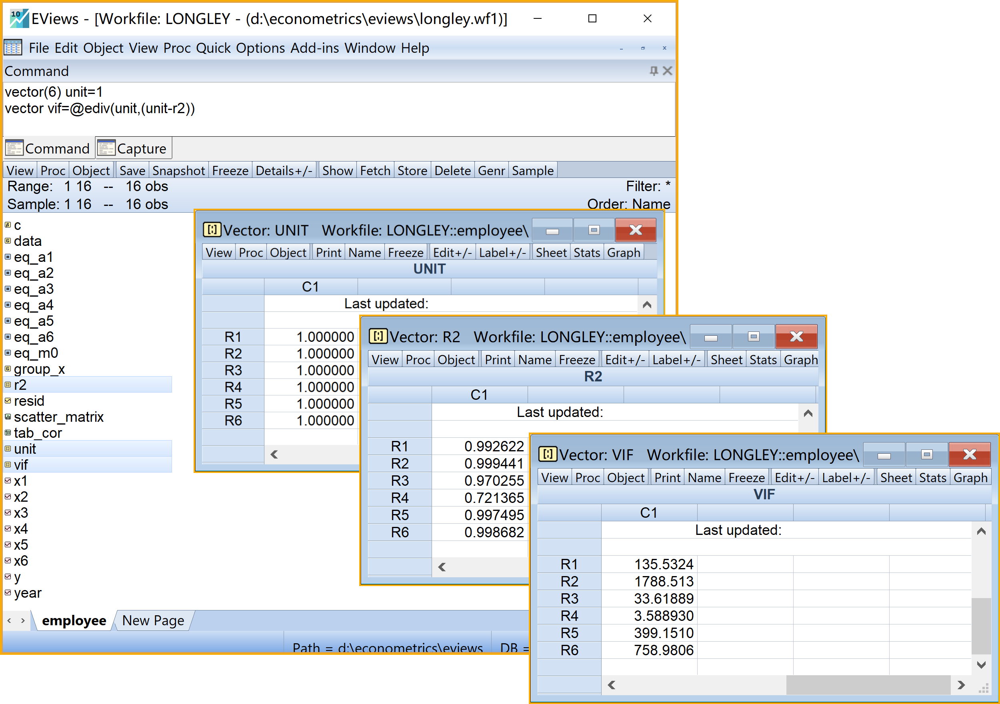 10 EViews - [Workfile: LONGLEY - (d:\econometrics\eviews\longley.wf1)]
File Edit Object View Proc Quick Options Add-ins Window Help
Command
vector(6) unit=1
vector vif=@ediv(unit,(unit-r2))
Command Capture
View Proc Object Save Snapshot Freeze Details+/- Show Fetch Store Delete Genr Sample
Range: 1 16 -- 16 obs Filter: *
Sample: 1 16 -- 16 obs Order: Name
c
data
eq_a1
eq_a2
eq_a3
eq_a4
eq_a5
eq_a6
eq_m0
group_x
r2
resid
scatter_matrix
tab_cor
unit
vif
x1
x2
x3
x4
x5
x6
y
year
employee New Page
Path = d:\econometrics\eviews DB =
Vector: UNIT Workfile: LONGLEY::employee\
View Proc Object Print Name Freeze Edit+/- Label+/- Sheet Stats Graph
UNIT
C1
Last updated:
R1 1.000000
R2 1.000000
R3 1.000000
R4 1.000000
R5 1.000000
R6 1.000000
Vector: R2 Workfile: LONGLEY::employee\
View Proc Object Print Name Freeze Edit+/- Label+/- Sheet Stats Graph
R2
C1
Last updated:
R1 0.992622
R2 0.999441
R3 0.970255
R4 0.721365
R5 0.997495
R6 0.998682
Vector: VIF Workfile: LONGLEY::employee\
View Proc Object Print Name Freeze Edit+/- Label+/- Sheet Stats Graph
VIF
C1
Last updated:
R1 135.5324
R2 1788.513
R3 33.61889
R4 3.588930
R5 399.1510
R6 758.9806